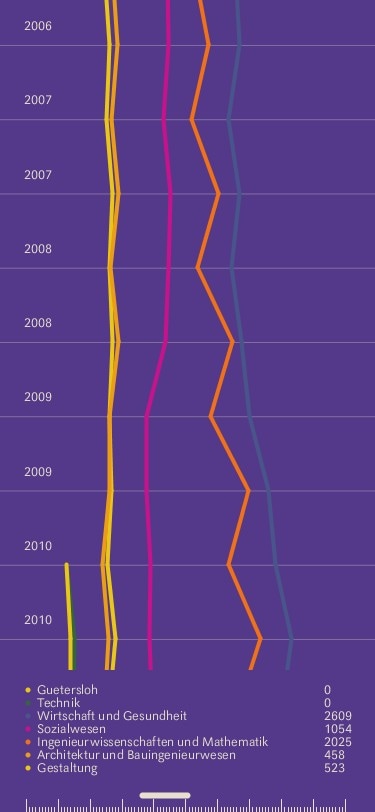 2006
2007
2007
2008
2008
2009
2009
2010
2010
Guetersloh 0
Technik 0
Wirtschaft und Gesundheit 2609
Sozialwesen 1054
Ingenieurwissenschaften und Mathematik 2025
Architektur und Bauingenieurwesen 458
Gestaltung 523